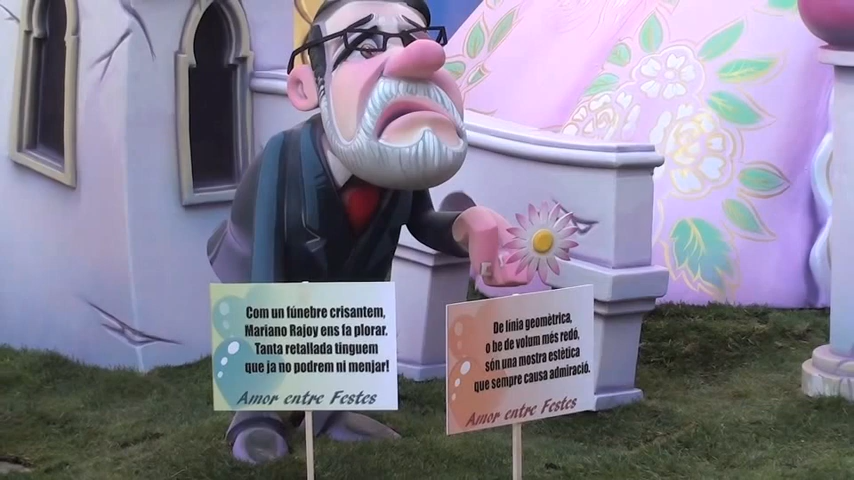 Com un fúnebre crisantem,
Mariano Rajoy ens fa plorar.
Tanta retallada tinguem
que ja no podrem ni menjar!
Amor entre Festes
De línia geomètrica,
o be de volum més redó,
són una mostra estètica
que sempre causa admiració.
Amor entre Festes